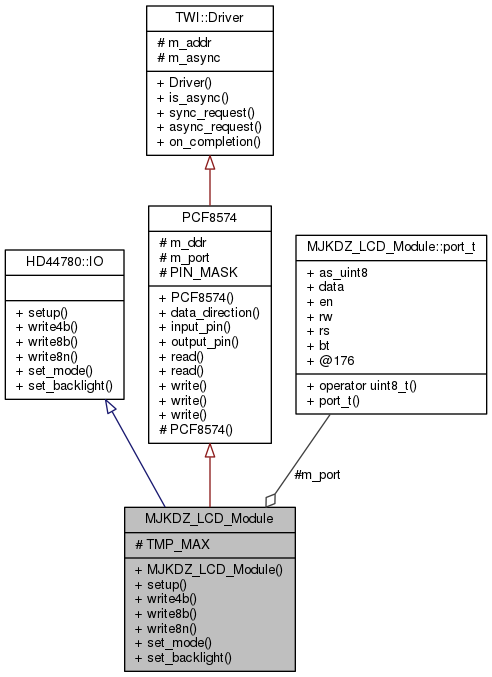 TWI::Driver
# m_addr
# m_async
+ Driver()
+ is_async()
+ sync_request()
+ async_request()
+ on_completion()
PCF8574
# m_ddr
# m_port
# PIN_MASK
+ PCF8574()
+ data_direction()
+ input_pin()
+ output_pin()
+ read()
+ read()
+ write()
+ write()
+ write()
# PCF8574()
HD44780::IO
+ setup()
+ write4b()
+ write8b()
+ write8n()
+ set_mode()
+ set_backlight()
MJKDZ_LCD_Module::port_t
+ as_uint8
+ data
+ en
+ rw
+ rs
+ bt
+ @176
+ operator uint8_t()
+ port_t()
#m_port
MJKDZ_LCD_Module
# TMP_MAX
+ MJKDZ_LCD_Module()
+ setup()
+ write4b()
+ write8b()
+ write8n()
+ set_mode()
+ set_backlight()